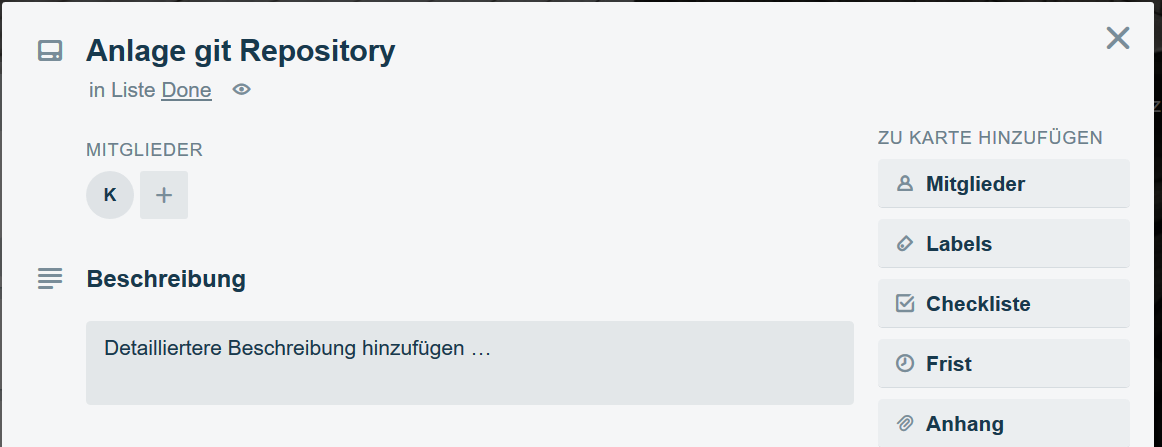 Anlage git Repository
in Liste Done
MITGLIEDER
K
Beschreibung
Detailliertere Beschreibung hinzufügen …
ZU KARTE HINZUFÜGEN
Mitglieder
Labels
Checkliste
Frist
Anhang